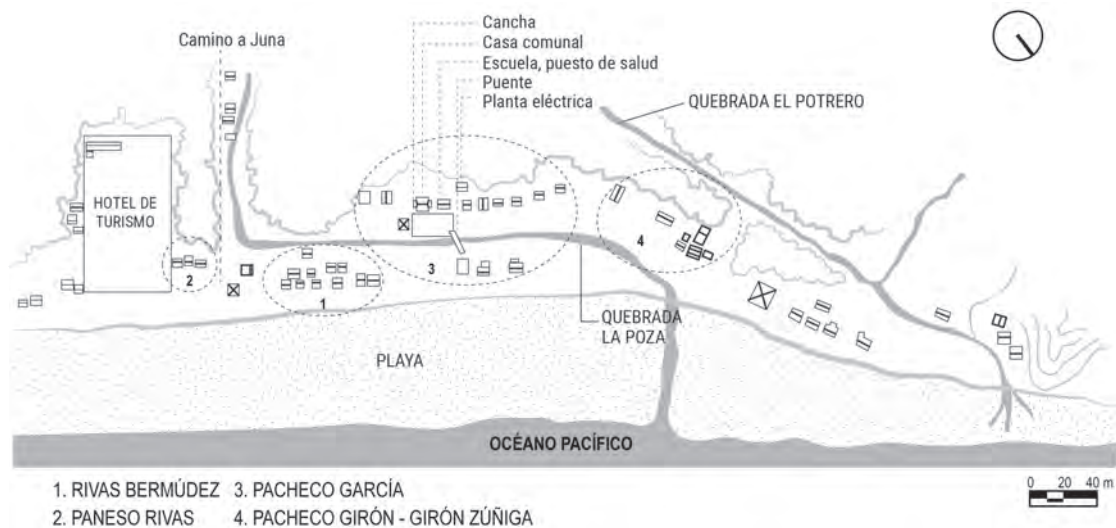 Cancha
Casa comunal
Escuela, puesto de salud
Puente
Planta eléctrica
Camino a Juna
QUEBRADA EL POTRERO
HOTEL DE
TURISMO
2
1
3
4
QUEBRADA
LA POZA
PLAYA
OCÉANO PACÍFICO
0 20 40 m
1. RIVAS BERMÚDEZ
2. PANESO RIVAS
3. PACHECO GARCÍA
4. PACHECO GIRÓN - GIRÓN ZÚÑIGA